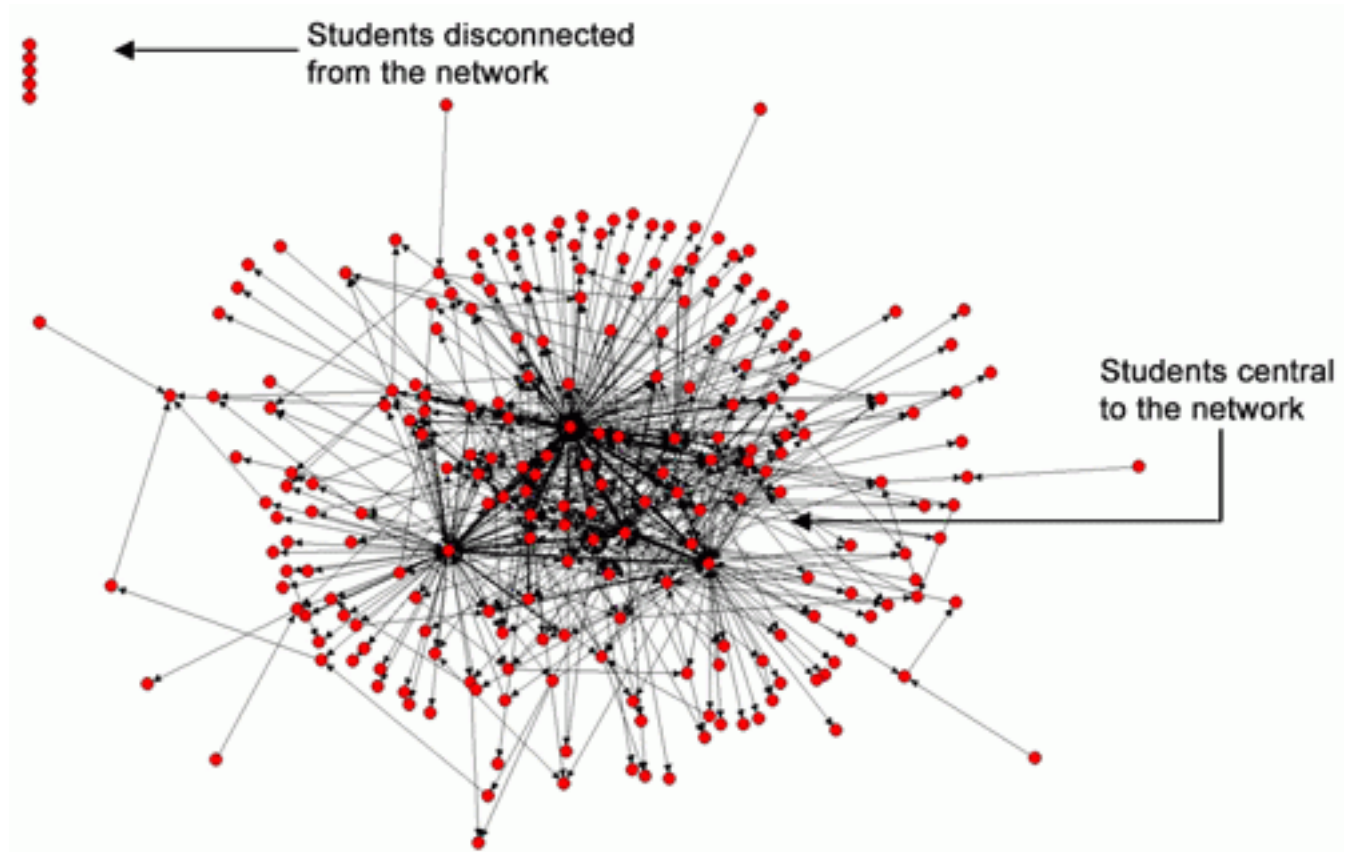 Students disconnected
from the network
Students central
to the network